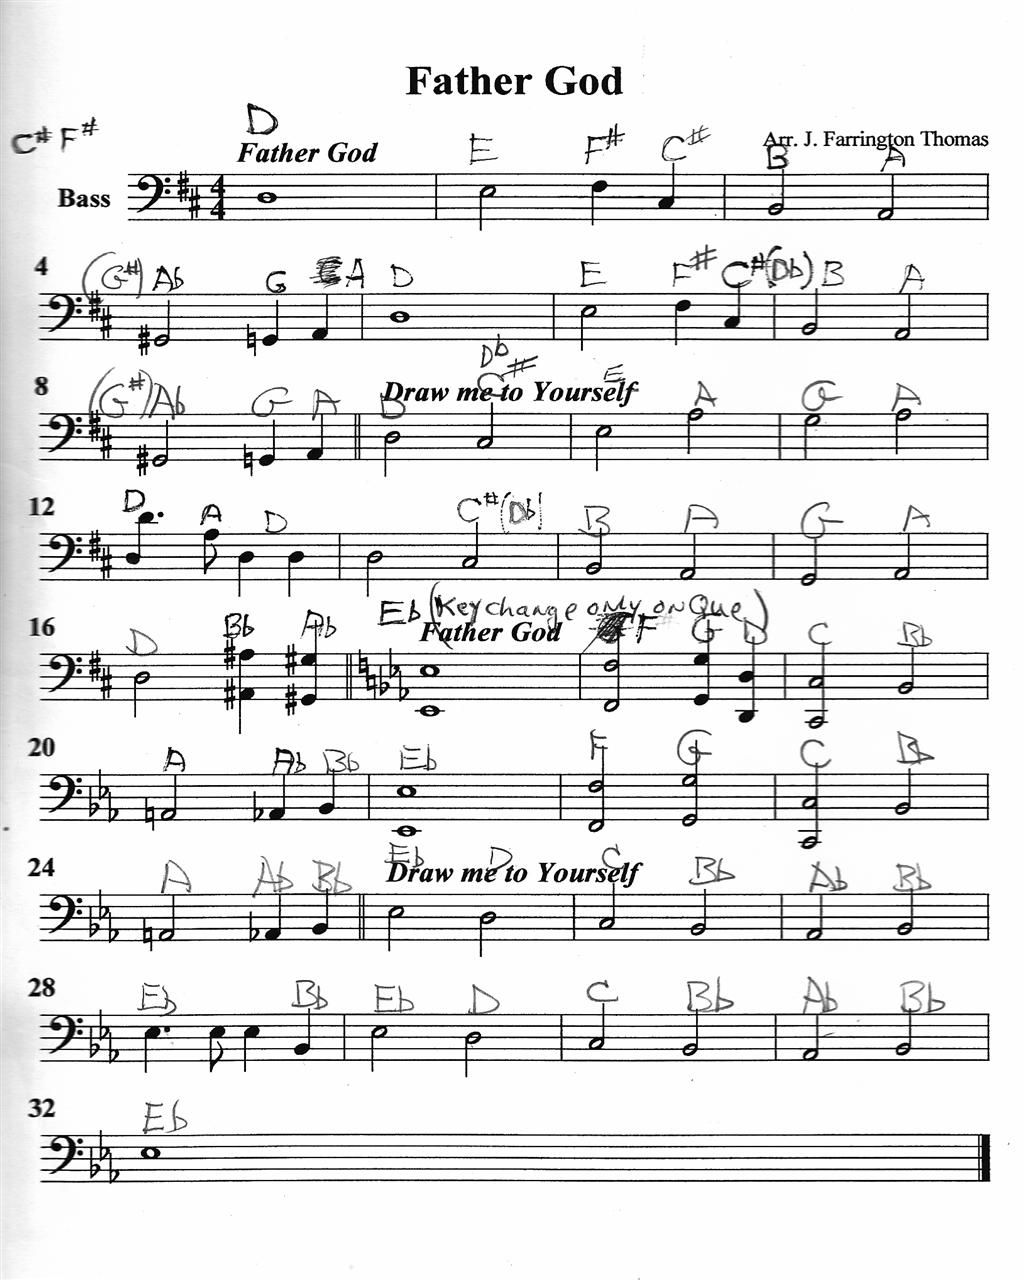 Father God
C# F# D
Father God E F# C# Arr. J. Farrington Thomas
B A
Bass 4 4
4 (G#) Ab G A D E F# C#(Db) B A
Db
8 (G#) Ab G A Draw me to Yourself
D C# E A G A
12 D A D C#(Db) B A G A
Eb (Key change only on Que)
16 D Bb Ab Father God F G D C Bb
20 A Ab Bb Eb F G C Bb
Eb D C
24 A Ab Bb Draw me to Yourself Bb Ab Bb
28 Eb Bb Eb D C Bb Ab Bb
32 Eb